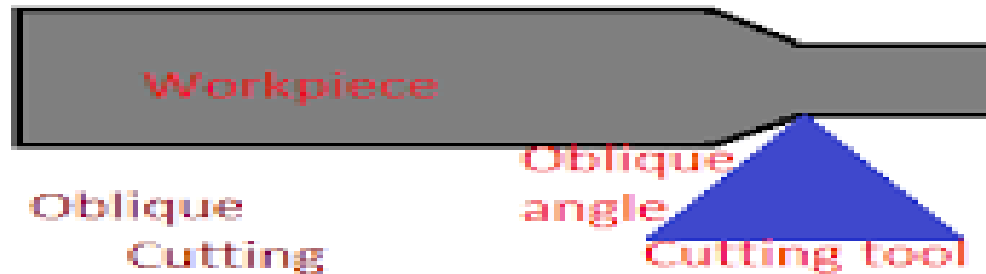 Workpiece
Oblique
angle
Oblique
Cutting
Cutting tool